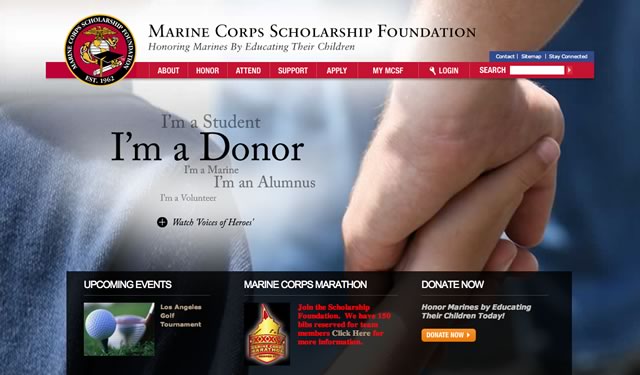 MARINE CORPS SCHOLARSHIP FOUNDATION
EST. 1962
MARINE CORPS SCHOLARSHIP FOUNDATION
Honoring Marines By Educating Their Children
Contact | Sitemap | Stay Connected
ABOUT HONOR ATTEND SUPPORT APPLY MY MCSF LOGIN SEARCH
I'm a Student
I'm a Donor
I'm a Marine
I'm an Alumnus
I'm a Volunteer
Watch 'Voices of Heroes'
UPCOMING EVENTS
Los Angeles
Golf
Tournament
MARINE CORPS MARATHON
MARINE CORPS
MARATHON
Join the Scholarship
Foundation. We have 150
bibs reserved for team
members Click Here for
more information.
DONATE NOW
Honor Marines by Educating
Their Children Today!
DONATE NOW